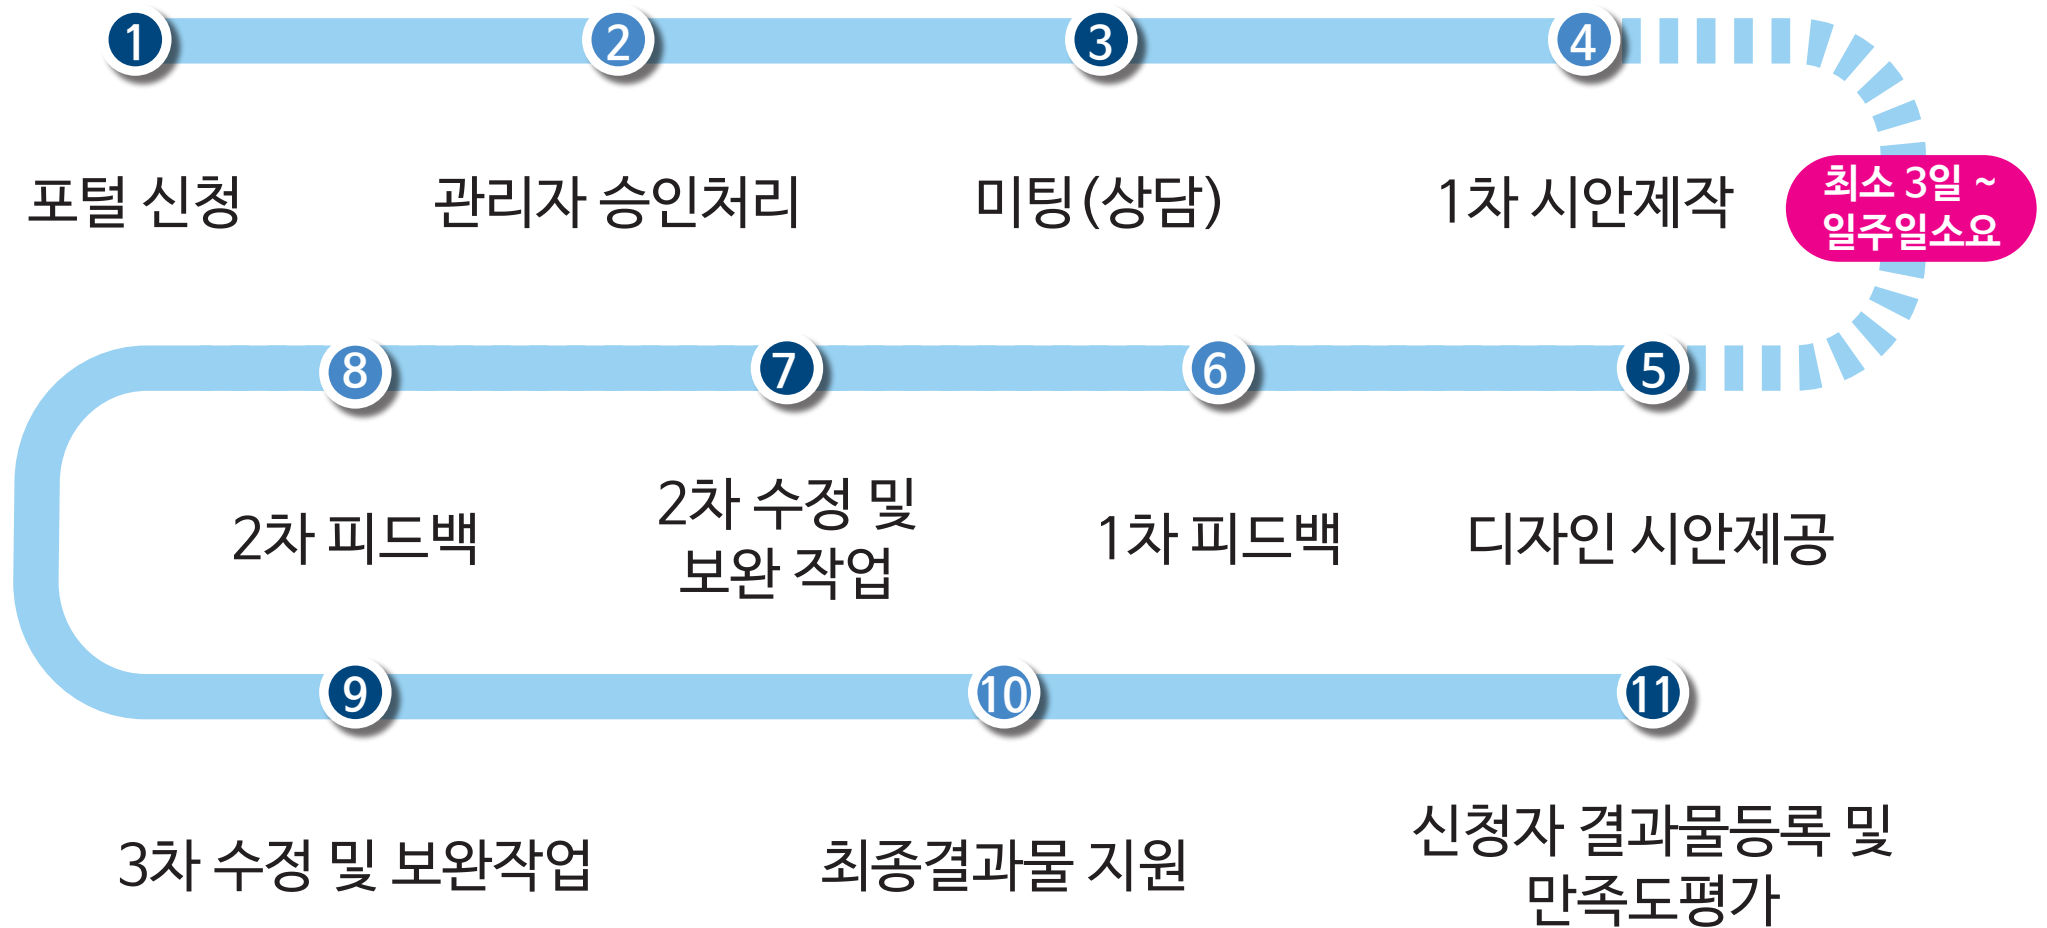 1
2
3
4
포털 신청
관리자 승인처리
미팅(상담)
1차 시안제작
최소 3일 ~
일주일소요
8
7
6
5
2차 피드백
2차 수정 및
보완 작업
1차 피드백
디자인 시안제공
9
10
11
3차 수정 및 보완작업
최종결과물 지원
신청자 결과물등록 및
만족도평가